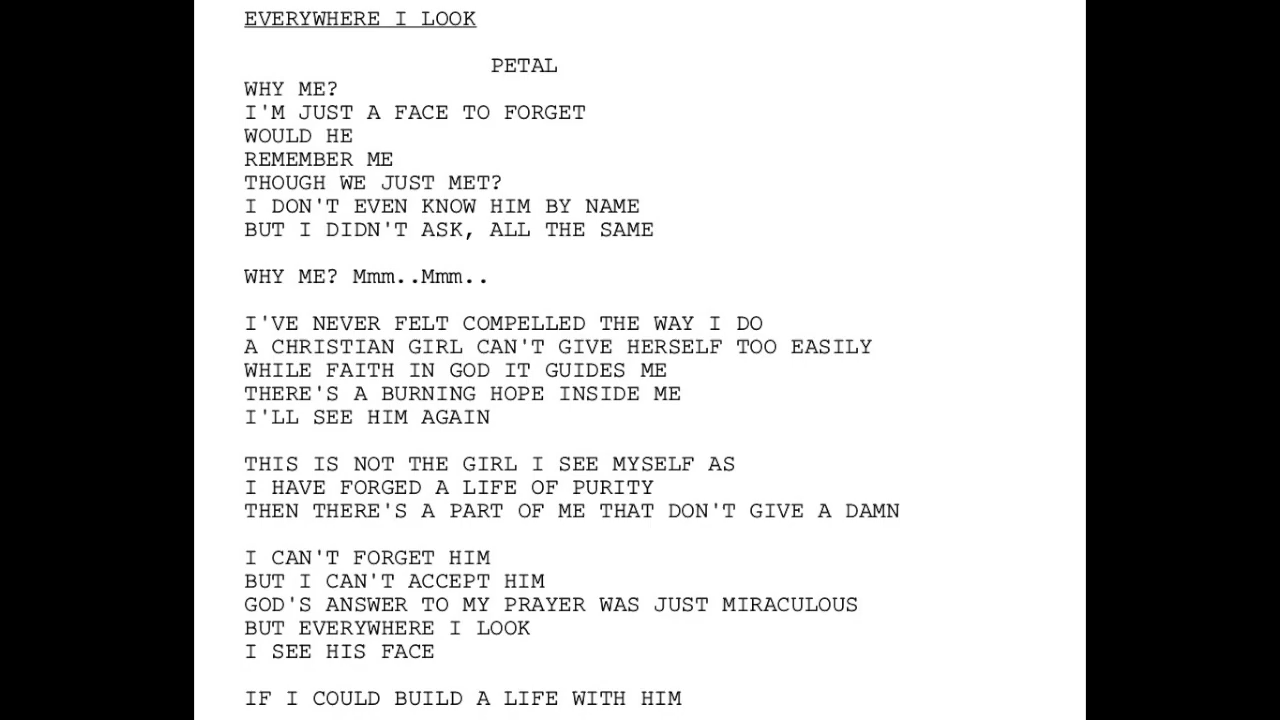 EVERYWHERE I LOOK
PETAL
WHY ME?
I'M JUST A FACE TO FORGET
WOULD HE
REMEMBER ME
THOUGH WE JUST MET?
I DON'T EVEN KNOW HIM BY NAME
BUT I DIDN'T ASK, ALL THE SAME
WHY ME? Mmm..Mmm..
I'VE NEVER FELT COMPELLED THE WAY I DO
A CHRISTIAN GIRL CAN'T GIVE HERSELF TOO EASILY
WHILE FAITH IN GOD IT GUIDES ME
THERE'S A BURNING HOPE INSIDE ME
I'LL SEE HIM AGAIN
THIS IS NOT THE GIRL I SEE MYSELF AS
I HAVE FORGED A LIFE OF PURITY
THEN THERE'S A PART OF ME THAT DON'T GIVE A DAMN
I CAN'T FORGET HIM
BUT I CAN'T ACCEPT HIM
GOD'S ANSWER TO MY PRAYER WAS JUST MIRACULOUS
BUT EVERYWHERE I LOOK
I SEE HIS FACE
IF I COULD BUILD A LIFE WITH HIM